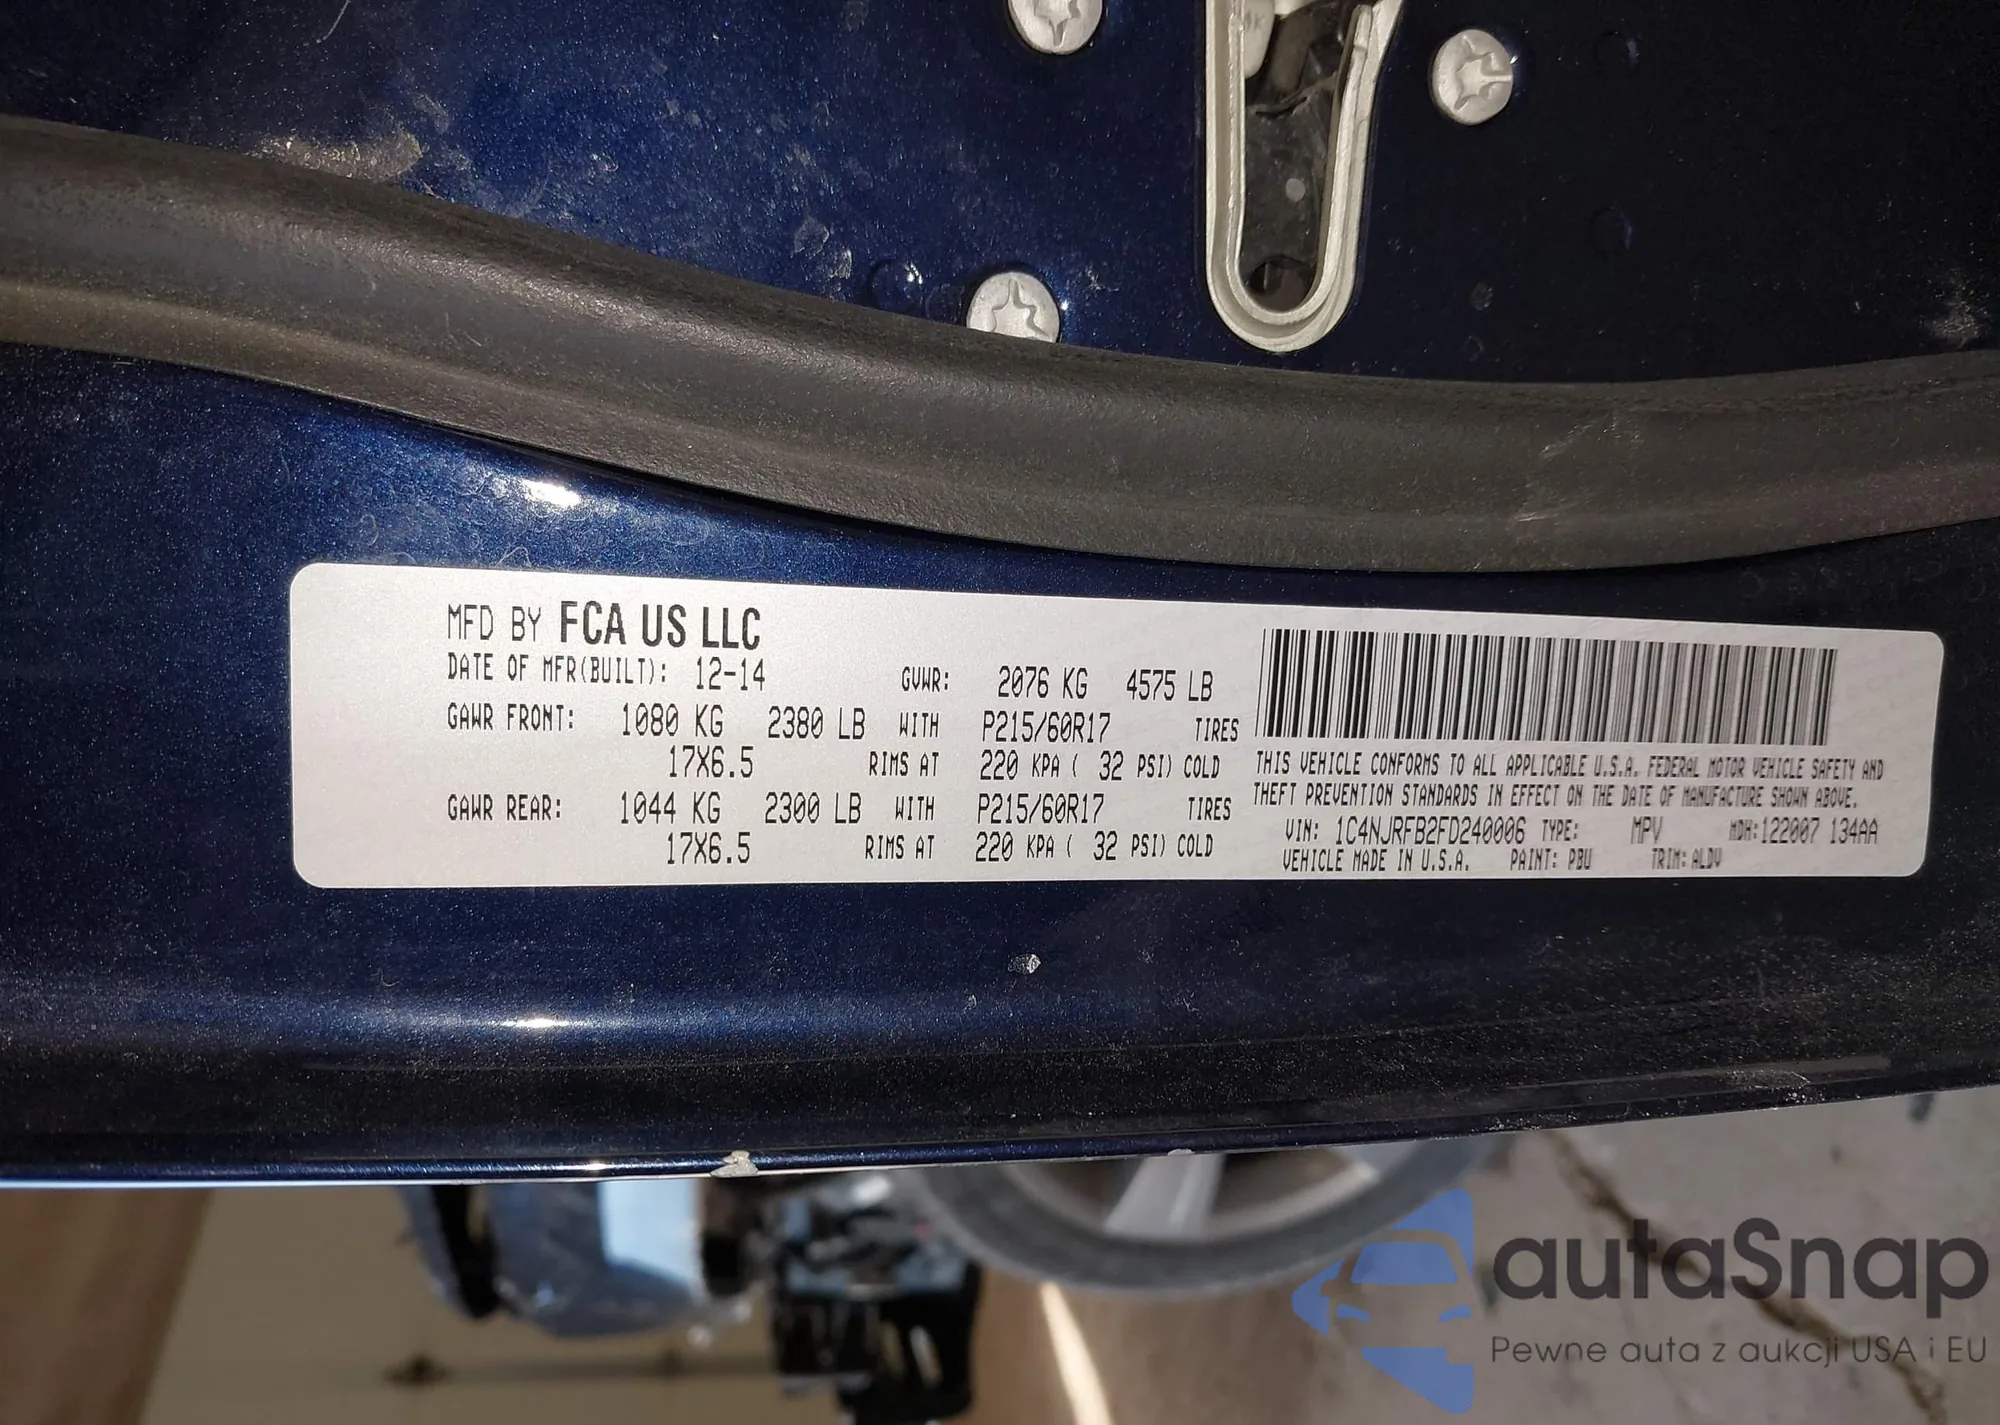 MFD BY FCA US LLC
DATE OF MFR(BUILT): 12-14 GVWR: 2076 KG 4575 LB
GAWR FRONT: 1080 KG 2380 LB WITH P215/60R17 TIRES
17X6.5 RIMS AT 220 KPA ( 32 PSI) COLD
GAWR REAR: 1044 KG 2300 LB WITH P215/60R17 TIRES
17X6.5 RIMS AT 220 KPA ( 32 PSI) COLD
THIS VEHICLE CONFORMS TO ALL APPLICABLE U.S.A. FEDERAL MOTOR VEHICLE SAFETY AND
THEFT PREVENTION STANDARDS IN EFFECT ON THE DATE OF MANUFACTURE SHOWN ABOVE.
VIN: 1C4NJRFB2FD240006 TYPE: MPV MDH:122007 134AA
VEHICLE MADE IN U.S.A. PAINT: PBU TRIM: ALDV
autaSnap
Pewne auta z aukcji USA i EU